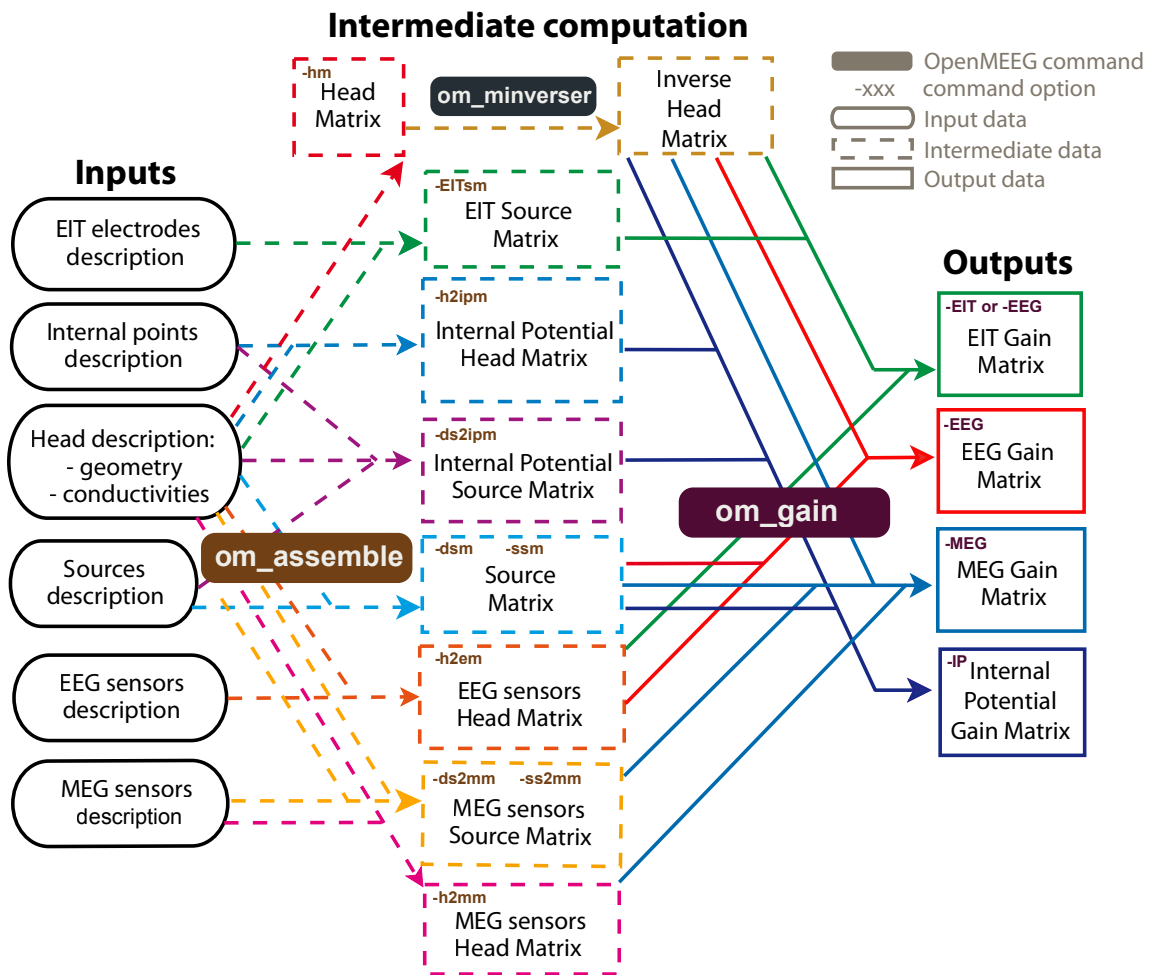 Intermediate computation
-hm
Head
Matrix
om_minverser
Inverse
Head
Matrix
OpenMEEG command
-xxx command option
Input data
Intermediate data
Output data
Inputs
EIT electrodes
description
Internal points
description
Head description:
- geometry
- conductivities
Sources
description
EEG sensors
description
MEG sensors
description
om_assemble
-EITsm
EIT Source
Matrix
-h2ipm
Internal Potential
Head Matrix
-ds2ipm
Internal Potential
Source Matrix
-dsm -ssm
Source
Matrix
-h2em
EEG sensors
Head Matrix
-ds2mm -ss2mm
MEG sensors
Source Matrix
-h2mm
MEG sensors
Head Matrix
om_gain
Outputs
-EIT or -EEG
EIT Gain
Matrix
-EEG
EEG Gain
Matrix
-MEG
MEG Gain
Matrix
-IP Internal
Potential
Gain Matrix